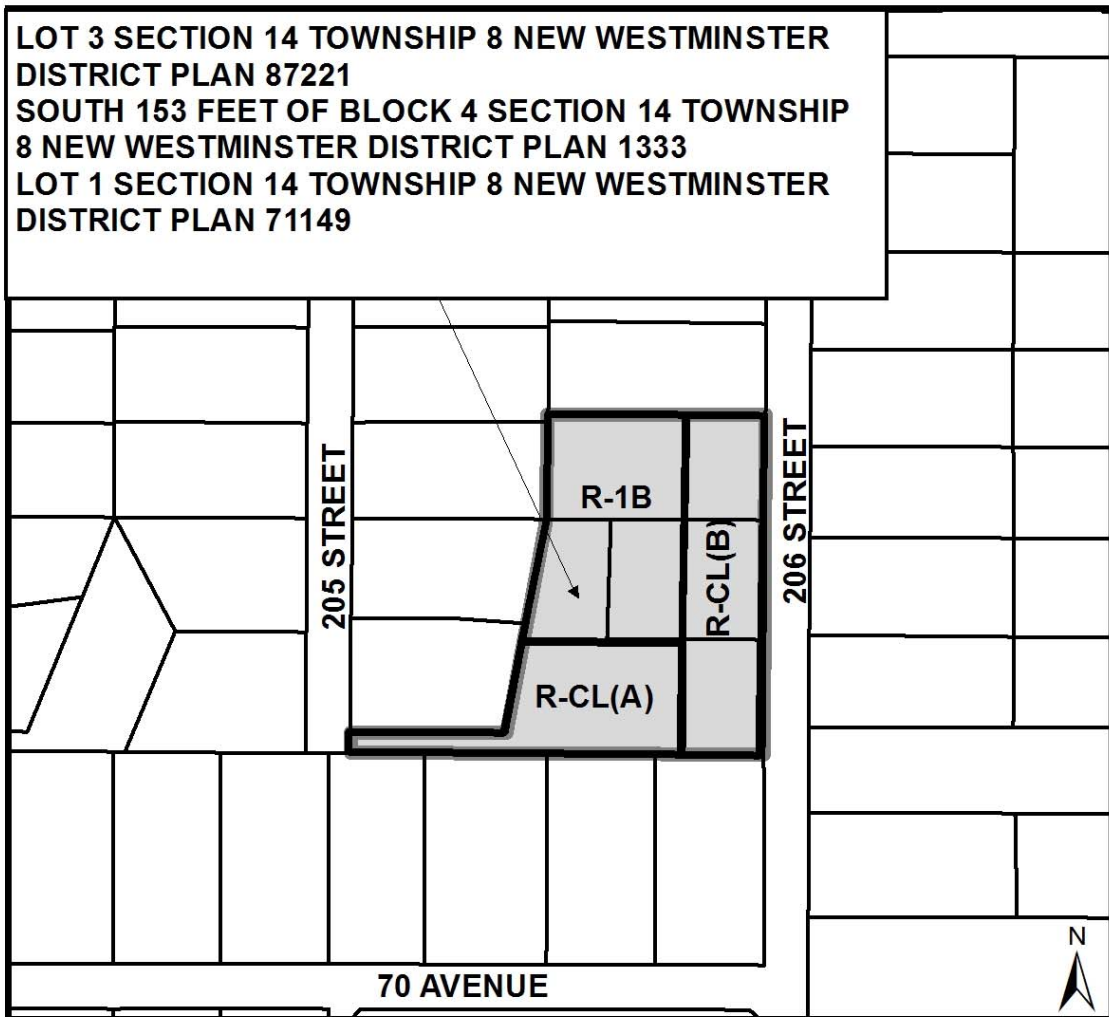 LOT 3 SECTION 14 TOWNSHIP 8 NEW WESTMINSTER
DISTRICT PLAN 87221
SOUTH 153 FEET OF BLOCK 4 SECTION 14 TOWNSHIP
8 NEW WESTMINSTER DISTRICT PLAN 1333
LOT 1 SECTION 14 TOWNSHIP 8 NEW WESTMINSTER
DISTRICT PLAN 71149
205 STREET
R-1B
R-CL(B)
206 STREET
R-CL(A)
70 AVENUE
N